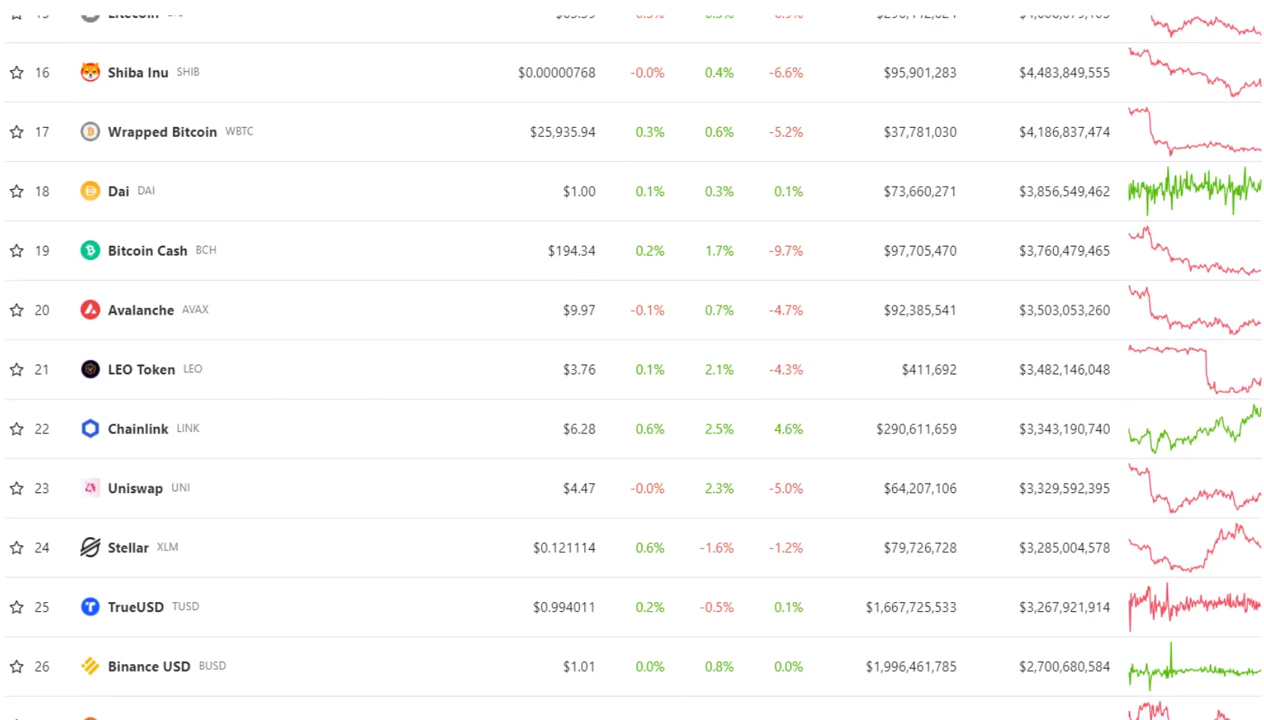 16 Shiba Inu SHIB $0.00000768 -0.0% 0.4% -6.6% $95,901,283 $4,483,849,555
17 Wrapped Bitcoin WBTC $25,935.94 0.3% 0.6% -5.2% $37,781,030 $4,186,837,474
18 Dai DAI $1.00 0.1% 0.3% 0.1% $73,660,271 $3,856,549,462
19 Bitcoin Cash BCH $194.34 0.2% 1.7% -9.7% $97,705,470 $3,760,479,465
20 Avalanche AVAX $9.97 -0.1% 0.7% -4.7% $92,385,541 $3,503,053,260
21 LEO Token LEO $3.76 0.1% 2.1% -4.3% $411,692 $3,482,146,048
22 Chainlink LINK $6.28 0.6% 2.5% 4.6% $290,611,659 $3,343,190,740
23 Uniswap UNI $4.47 -0.0% 2.3% -5.0% $64,207,106 $3,329,592,395
24 Stellar XLM $0.121114 0.6% -1.6% -1.2% $79,726,728 $3,285,004,578
25 TrueUSD TUSD $0.994011 0.2% -0.5% 0.1% $1,667,725,533 $3,267,921,914
26 Binance USD BUSD $1.01 0.0% 0.8% 0.0% $1,996,461,785 $2,700,680,584